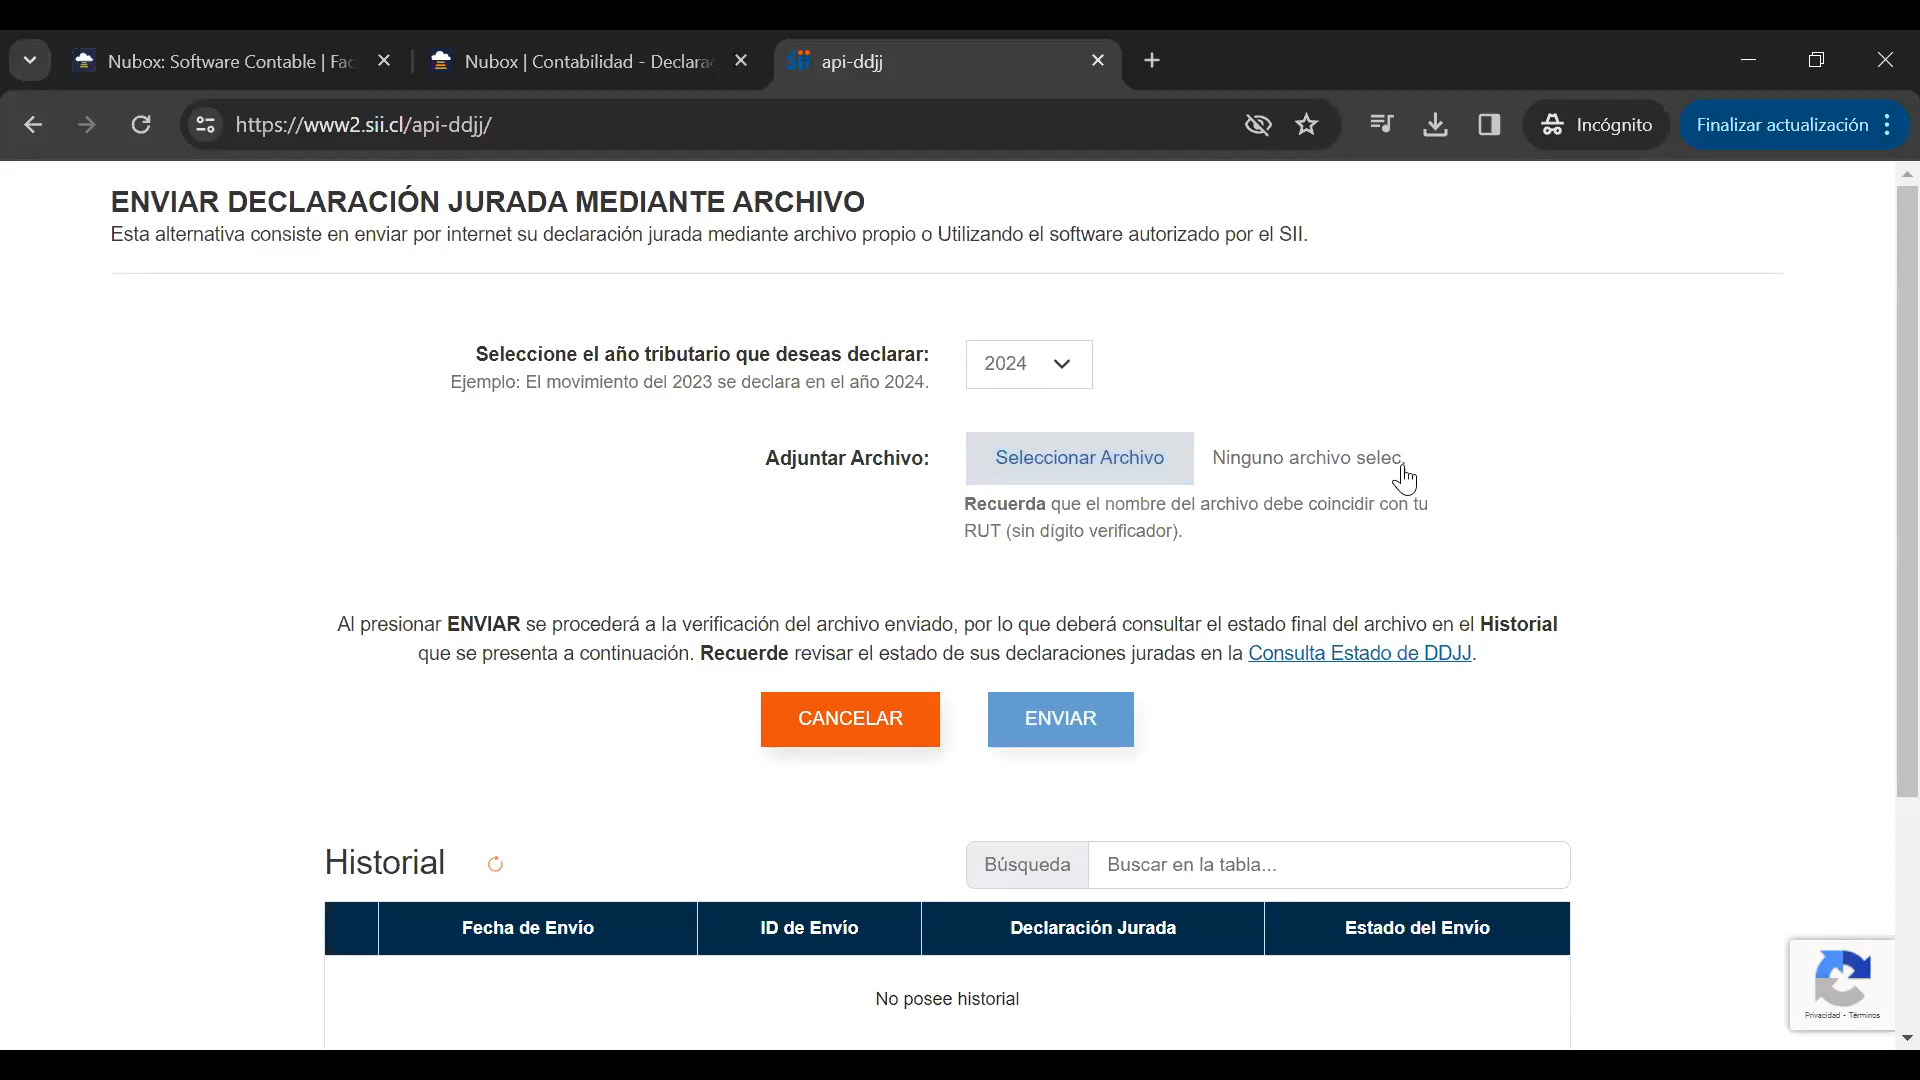 Nubox: Software Contable | Fac
Nubox | Contabilidad - Declarac
sii api-ddjj
https://www2.sii.cl/api-ddjj/
Incógnito
Finalizar actualización
ENVIAR DECLARACIÓN JURADA MEDIANTE ARCHIVO
Esta alternativa consiste en enviar por internet su declaración jurada mediante archivo propio o Utilizando el software autorizado por el SII.
Seleccione el año tributario que deseas declarar:
2024
Ejemplo: El movimiento del 2023 se declara en el año 2024.
Adjuntar Archivo:
Seleccionar Archivo
Ninguno archivo selec.
Recuerda que el nombre del archivo debe coincidir con tu
RUT (sin dígito verificador).
Al presionar ENVIAR se procederá a la verificación del archivo enviado, por lo que deberá consultar el estado final del archivo en el Historial
que se presenta a continuación. Recuerde revisar el estado de sus declaraciones juradas en la Consulta Estado de DDJJ.
CANCELAR
ENVIAR
Historial
Búsqueda
Buscar en la tabla...
Fecha de Envío
ID de Envío
Declaración Jurada
Estado del Envío
No posee historial
Privacidad - Términos